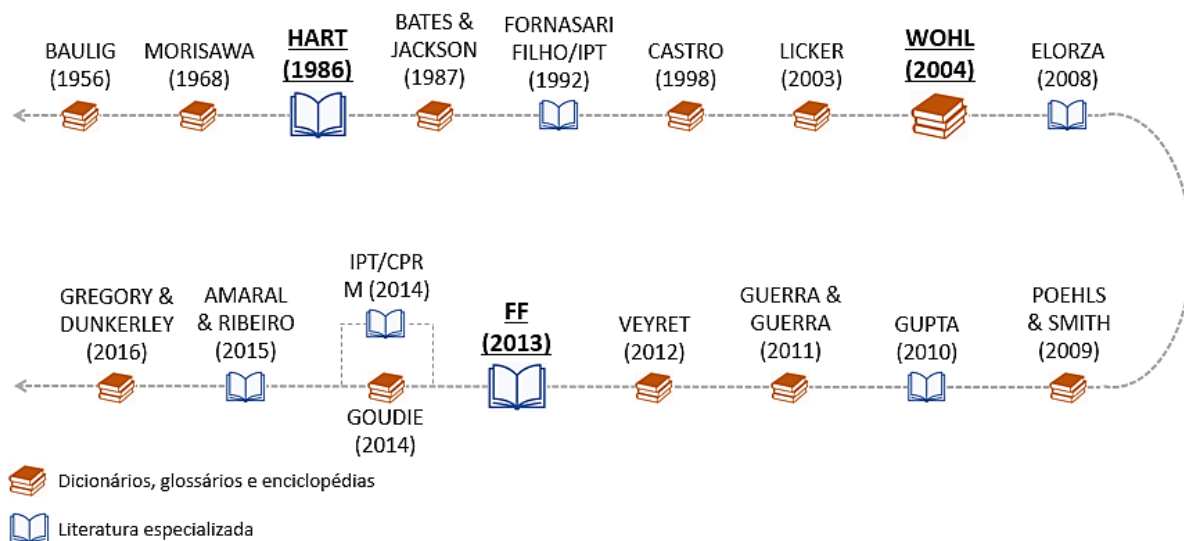 BAULIG
(1956)
MORISAWA
(1968)
HART
(1986)
BATES &
JACKSON
(1987)
FORNASARI
FILHO/IPT
(1992)
CASTRO
(1998)
LICKER
(2003)
WOHL
(2004)
ELORZA
(2008)
GREGORY &
DUNKERLEY
(2016)
AMARAL
& RIBEIRO
(2015)
IPT/CPR
M (2014)
GOUDIE
(2014)
FF
(2013)
VEYRET
(2012)
GUERRA &
GUERRA
(2011)
GUPTA
(2010)
POEHLS
& SMITH
(2009)
Dicionários, glossários e enciclopédias
Literatura especializada